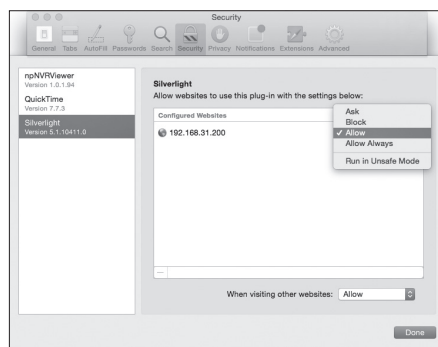 Security
General Tabs AutoFill Passwords Search Security Privacy Notifications Extensions Advanced
npNVRViewer
Version 1.0.1.94
QuickTime
Version 7.7.3
Silverlight
Version 5.1.10411.0
Silverlight
Allow websites to use this plug-in with the settings below:
Configured Websites
192.168.31.200
Ask
Block
✓ Allow
Allow Always
Run in Unsafe Mode
When visiting other websites: Allow
Done